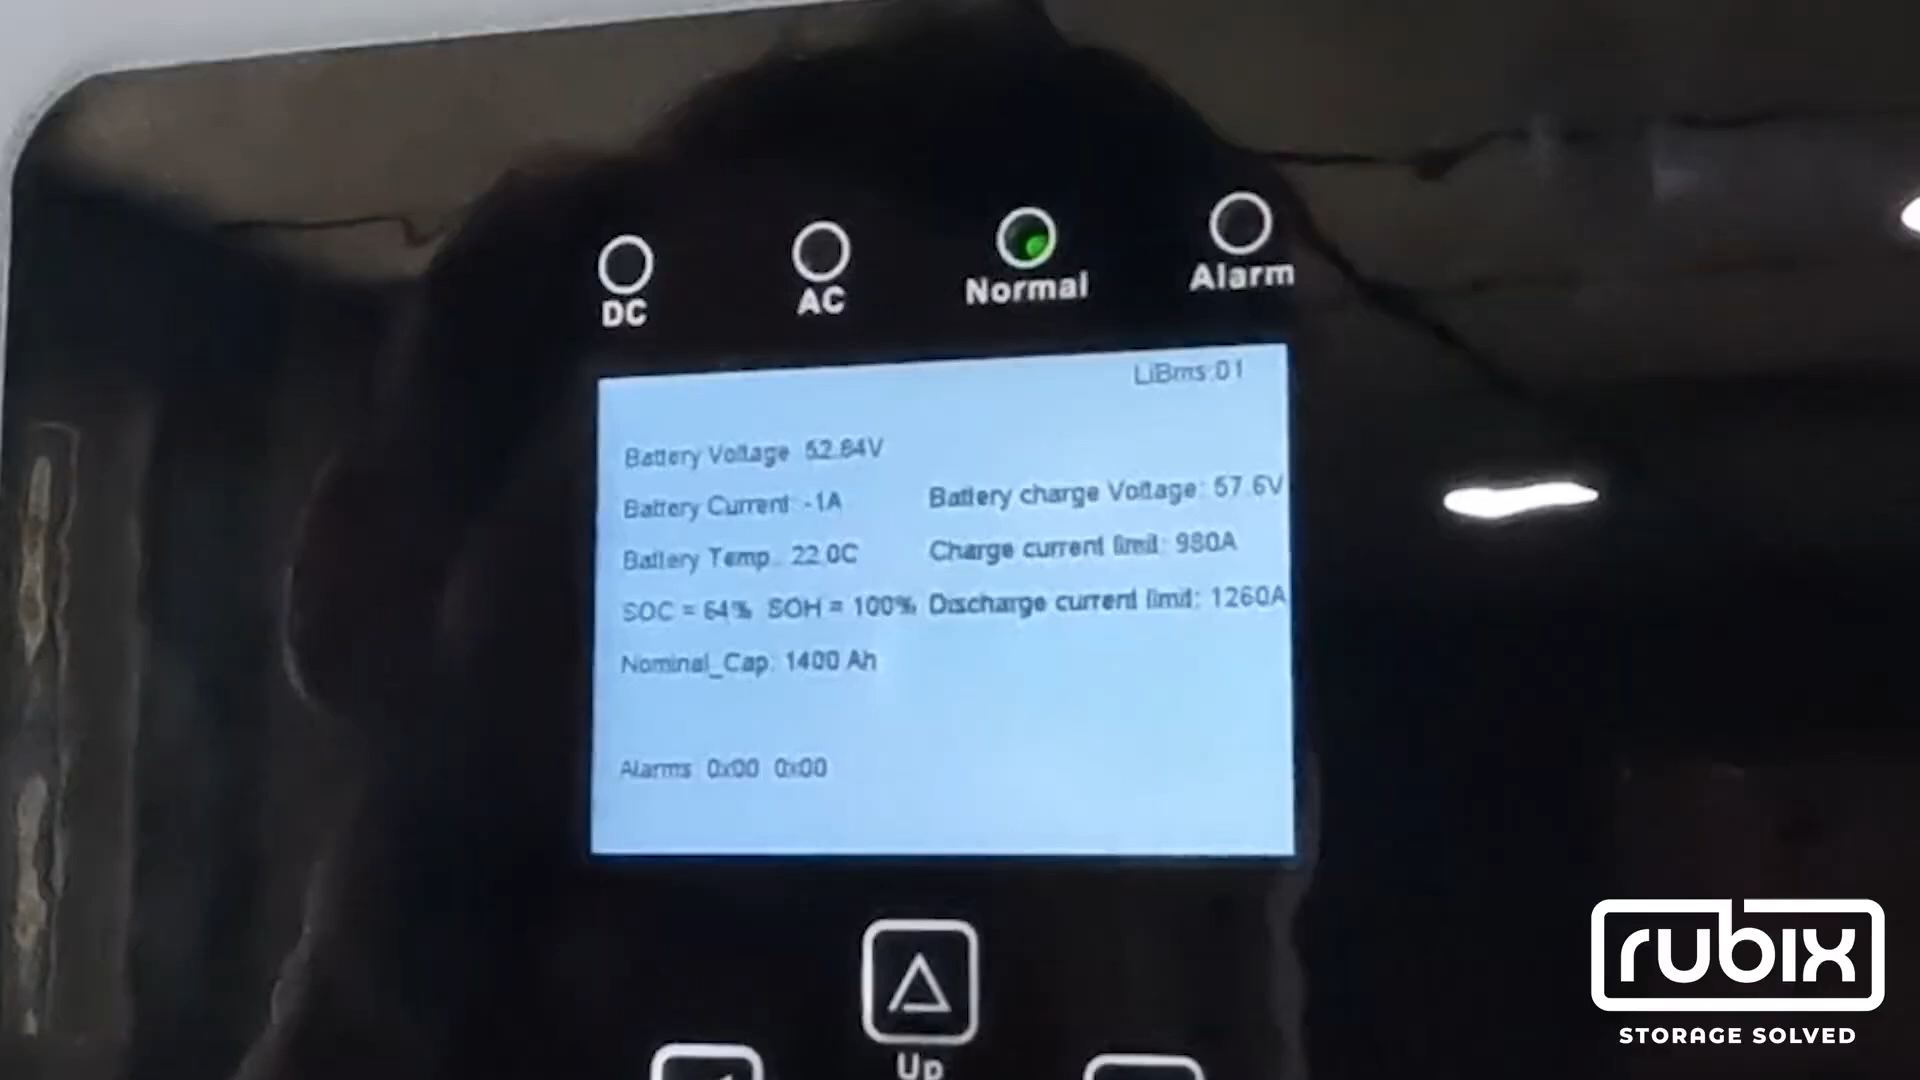 DC
AC
Normal
Alarm
LiBms:01
Battery Voltage 52.84V
Battery Current -1A
Battery charge Voltage: 57.6V
Battery Temp. 22.0C
Charge current limit: 980A
SOC = 64% SOH = 100%
Discharge current limit: 1260A
Nominal_Cap: 1400 Ah
Alarms 0x00 0x00
Up
rubix
STORAGE SOLVED